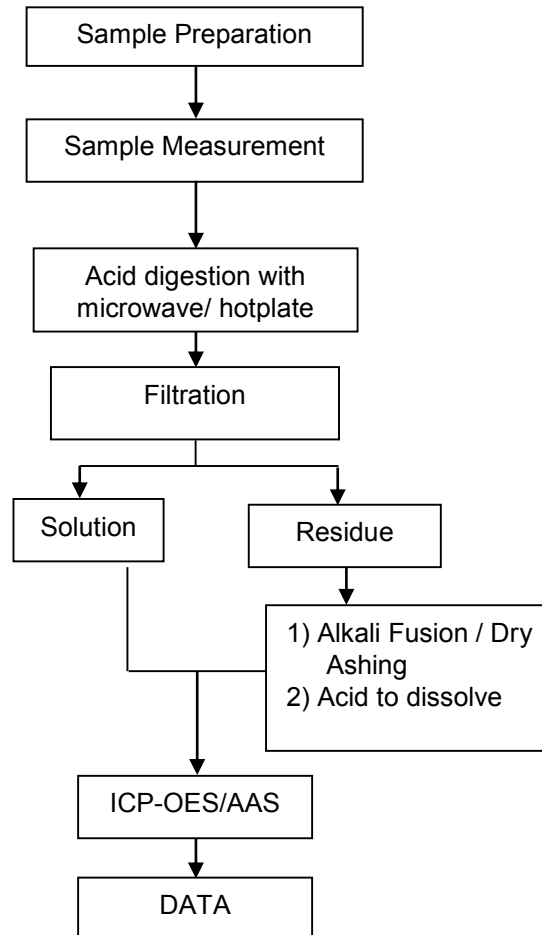 Sample Preparation
Sample Measurement
Acid digestion with
microwave/ hotplate
Filtration
Solution
Residue
1) Alkali Fusion / Dry
Ashing
2) Acid to dissolve
ICP-OES/AAS
DATA